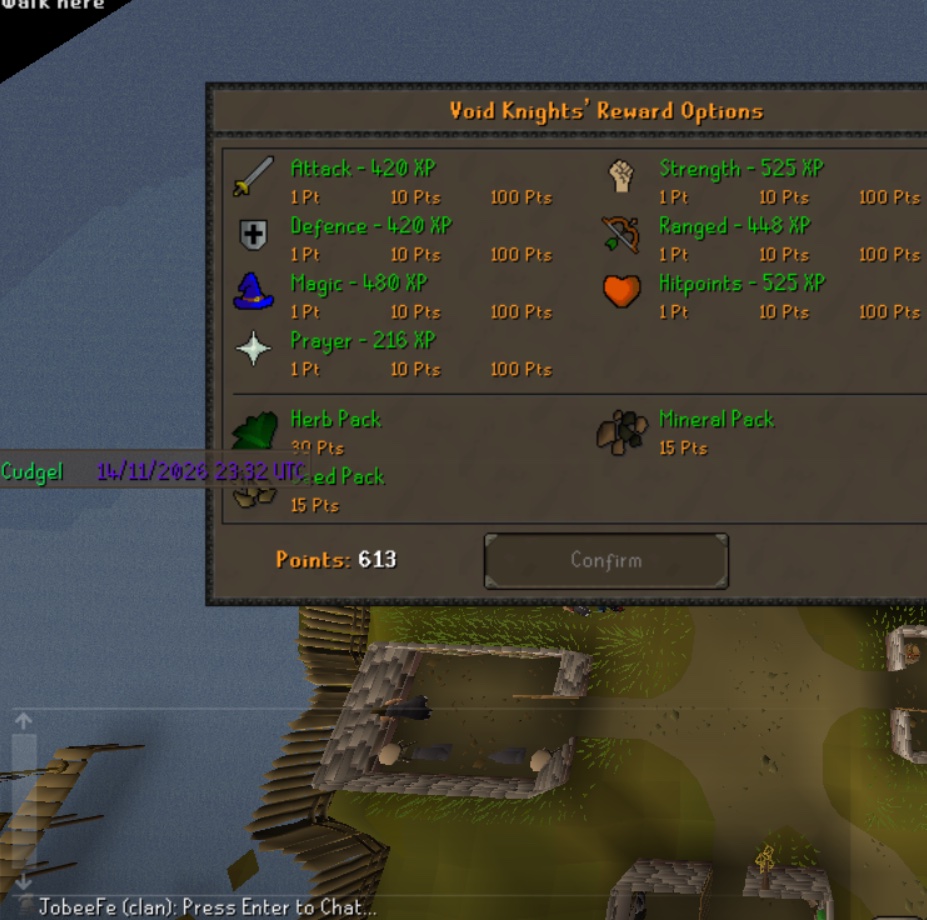 Walk here
Void Knights' Reward Options
Attack - 420 XP
1 Pt 10 Pts 100 Pts
Strength - 525 XP
1 Pt 10 Pts 100 Pts
Defence - 420 XP
1 Pt 10 Pts 100 Pts
Ranged - 448 XP
1 Pt 10 Pts 100 Pts
Magic - 480 XP
1 Pt 10 Pts 100 Pts
Hitpoints - 525 XP
1 Pt 10 Pts 100 Pts
Prayer - 216 XP
1 Pt 10 Pts 100 Pts
Herb Pack
30 Pts
Mineral Pack
15 Pts
Cudgel 14/11/2026 23:32 UTC
Seed Pack
15 Pts
Points: 613
Confirm
JobeeFe (clan): Press Enter to Chat...